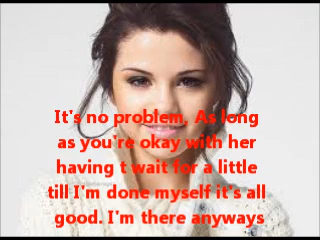 It's no problem. As long
as you're okay with her
having t wait for a little
till I'm done myself it's all
good. I'm there anyways